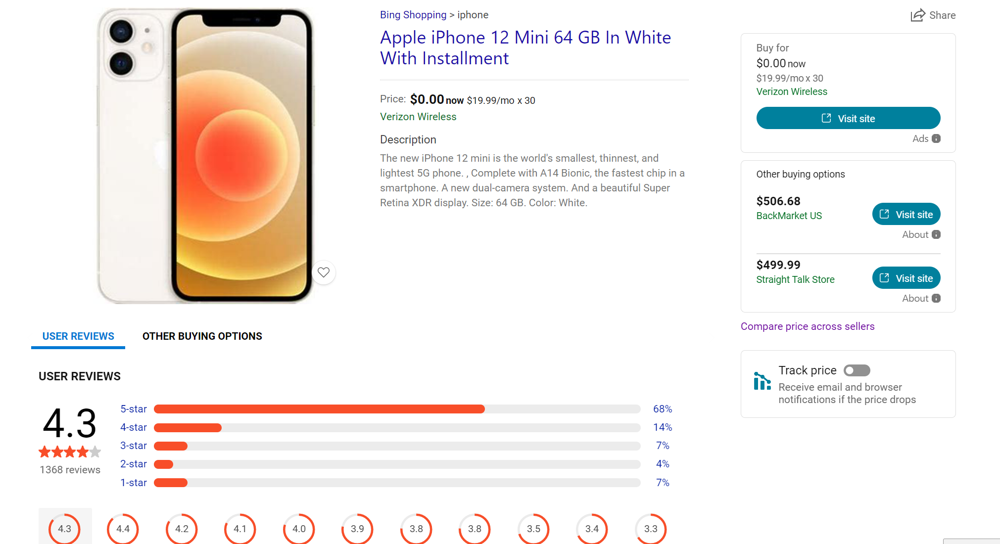 Bing Shopping > iphone
Share
Apple iPhone 12 Mini 64 GB In White
With Installment
Price: $0.00 now $19.99/mo x 30
Verizon Wireless
Description
The new iPhone 12 mini is the world's smallest, thinnest, and
lightest 5G phone. , Complete with A14 Bionic, the fastest chip in a
smartphone. A new dual-camera system. And a beautiful Super
Retina XDR display. Size: 64 GB. Color: White.
Buy for
$0.00 now
$19.99/mo x 30
Verizon Wireless
Visit site
Ads
Other buying options
$506.68
BackMarket US
Visit site
About
$499.99
Straight Talk Store
Visit site
About
Compare price across sellers
Track price
Receive email and browser
notifications if the price drops
USER REVIEWS
OTHER BUYING OPTIONS
USER REVIEWS
4.3
1368 reviews
5-star 68%
4-star 14%
3-star 7%
2-star 4%
1-star 7%
4.3 4.4 4.2 4.1 4.0 3.9 3.8 3.8 3.5 3.4 3.3